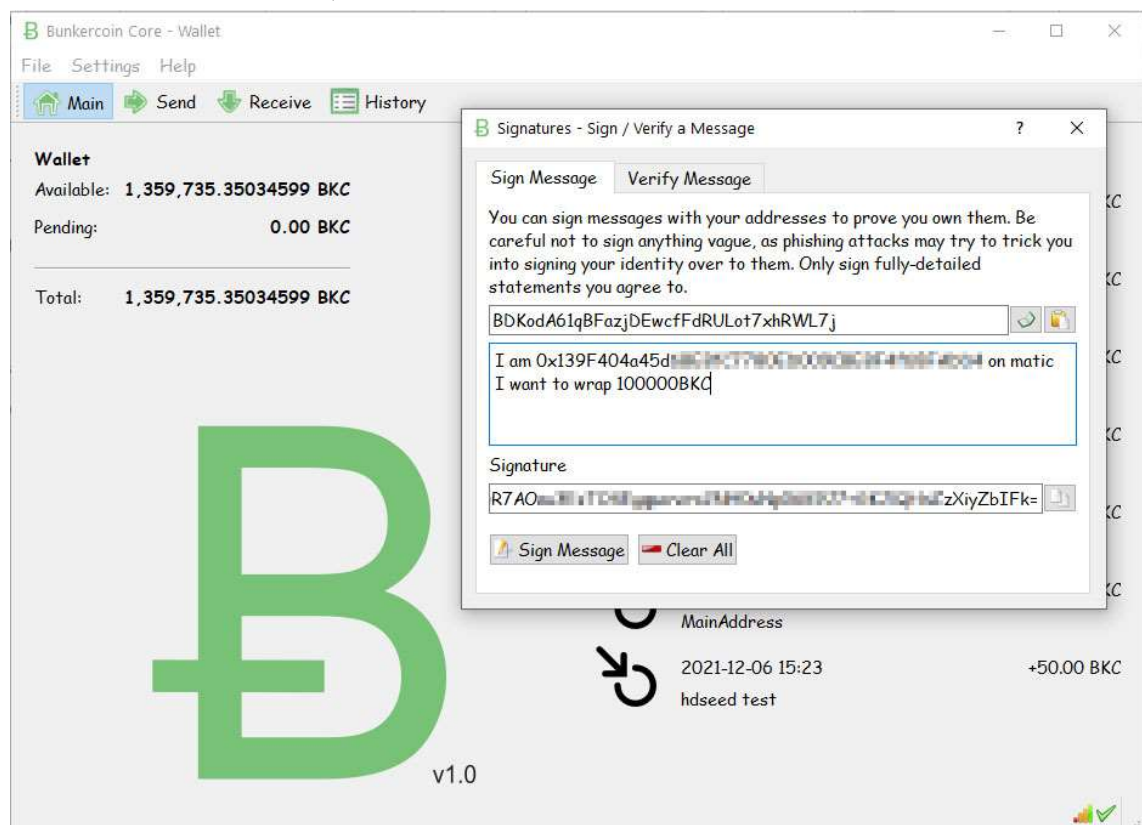 Bunkercoin Core - Wallet
File Settings Help
Main Send Receive History
Wallet
Available: 1,359,735.35034599 BKC
Pending: 0.00 BKC
Total: 1,359,735.35034599 BKC
v1.0
Signatures - Sign / Verify a Message
Sign Message Verify Message
You can sign messages with your addresses to prove you own them. Be
careful not to sign anything vague, as phishing attacks may try to trick you
into signing your identity over to them. Only sign fully-detailed
statements you agree to.
BDKodA61qBFazjDEwcfFdRULot7xhRWL7j
I am 0x139F404a45d on matic
I want to wrap 100000BKC
Signature
R7AO zXiyZbIFk=
Sign Message Clear All
MainAddress
2021-12-06 15:23 +50.00 BKC
hdseed test